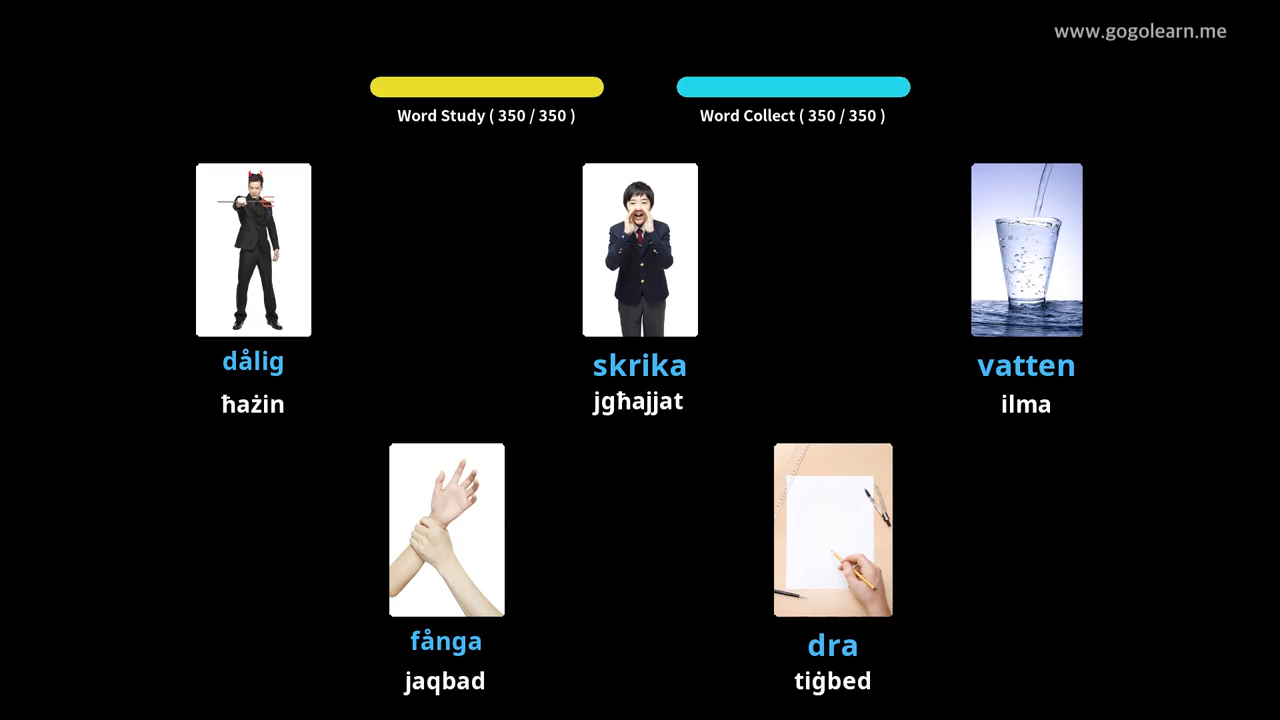 www.gogolearn.me
Word Study ( 350 / 350 )
Word Collect ( 350 / 350 )
dålig
ħażin
skrika
jgħajjat
vatten
ilma
fånga
jaqbad
dra
tiġbed